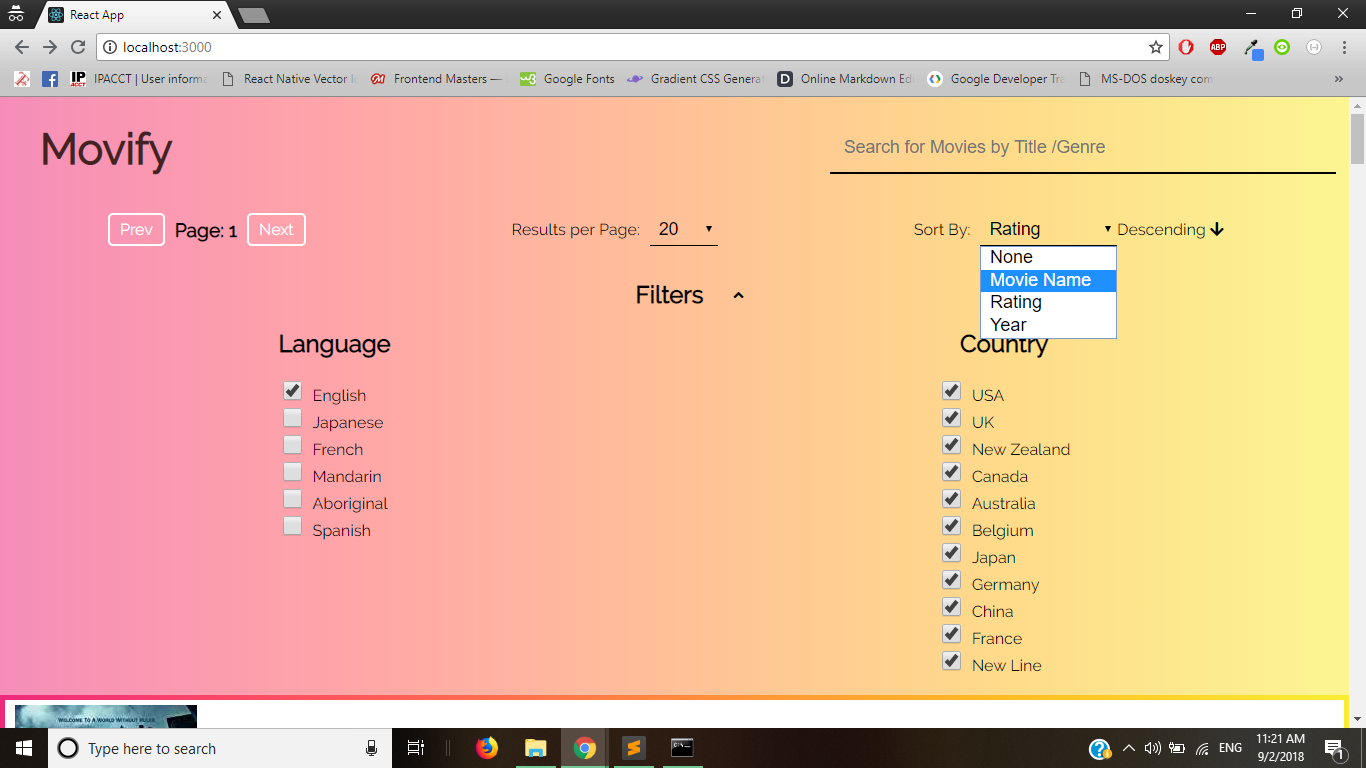 React App
localhost:3000
IPACCT | User informa
React Native Vector I
Frontend Masters —
Google Fonts
Gradient CSS Generat
Online Markdown Ed
Google Developer Tra
MS-DOS doskey com
Movify
Search for Movies by Title /Genre
Prev Page: 1 Next
Results per Page: 20
Sort By: Rating Descending
None
Movie Name
Rating
Year
Filters
Language
English
Japanese
French
Mandarin
Aboriginal
Spanish
Country
USA
UK
New Zealand
Canada
Australia
Belgium
Japan
Germany
China
France
New Line
WELCOME TO A WORLD WITHOUT RULES.
Type here to search
ENG
11:21 AM
9/2/2018
1